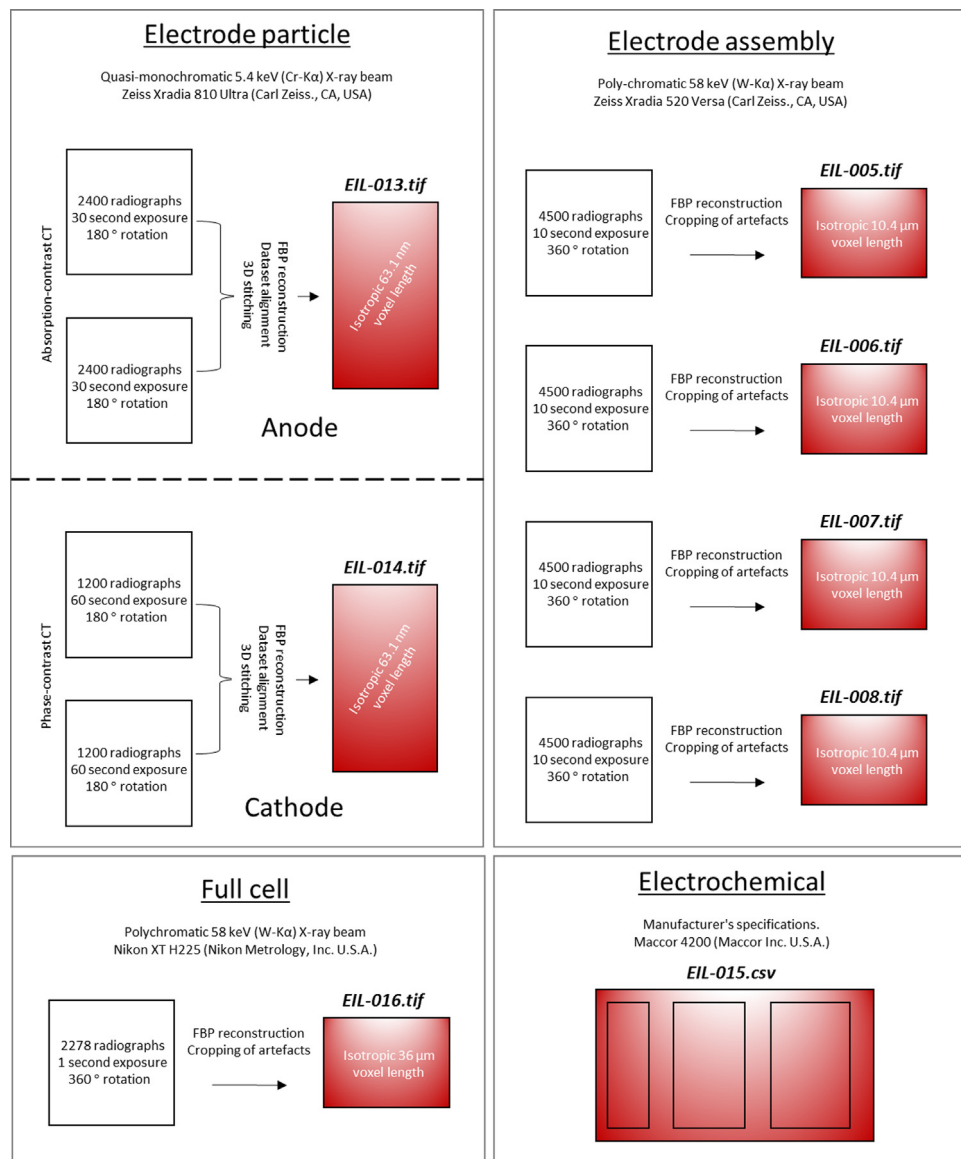 Electrode particle
Quasi-monochromatic 5.4 keV (Cr-Kα) X-ray beam
Zeiss Xradia 810 Ultra (Carl Zeiss., CA, USA)
Absorption-contrast CT
2400 radiographs
30 second exposure
180 ° rotation
2400 radiographs
30 second exposure
180 ° rotation
FBP reconstruction
Dataset alignment
3D stitching
EIL-013.tif
Isotropic 63.1 nm
voxel length
Anode
Phase-contrast CT
1200 radiographs
60 second exposure
180 ° rotation
1200 radiographs
60 second exposure
180 ° rotation
FBP reconstruction
Dataset alignment
3D stitching
EIL-014.tif
Isotropic 63.1 nm
voxel length
Cathode
Electrode assembly
Poly-chromatic 58 keV (W-Kα) X-ray beam
Zeiss Xradia 520 Versa (Carl Zeiss., CA, USA)
4500 radiographs
10 second exposure
360 ° rotation
FBP reconstruction
Cropping of artefacts
EIL-005.tif
Isotropic 10.4 µm
voxel length
4500 radiographs
10 second exposure
360 ° rotation
FBP reconstruction
Cropping of artefacts
EIL-006.tif
Isotropic 10.4 µm
voxel length
4500 radiographs
10 second exposure
360 ° rotation
FBP reconstruction
Cropping of artefacts
EIL-007.tif
Isotropic 10.4 µm
voxel length
4500 radiographs
10 second exposure
360 ° rotation
FBP reconstruction
Cropping of artefacts
EIL-008.tif
Isotropic 10.4 µm
voxel length
Full cell
Polychromatic 58 keV (W-Kα) X-ray beam
Nikon XT H225 (Nikon Metrology, Inc. U.S.A.)
2278 radiographs
1 second exposure
360 ° rotation
FBP reconstruction
Cropping of artefacts
EIL-016.tif
Isotropic 36 µm
voxel length
Electrochemical
Manufacturer's specifications.
Maccor 4200 (Maccor Inc. U.S.A.)
EIL-015.csv